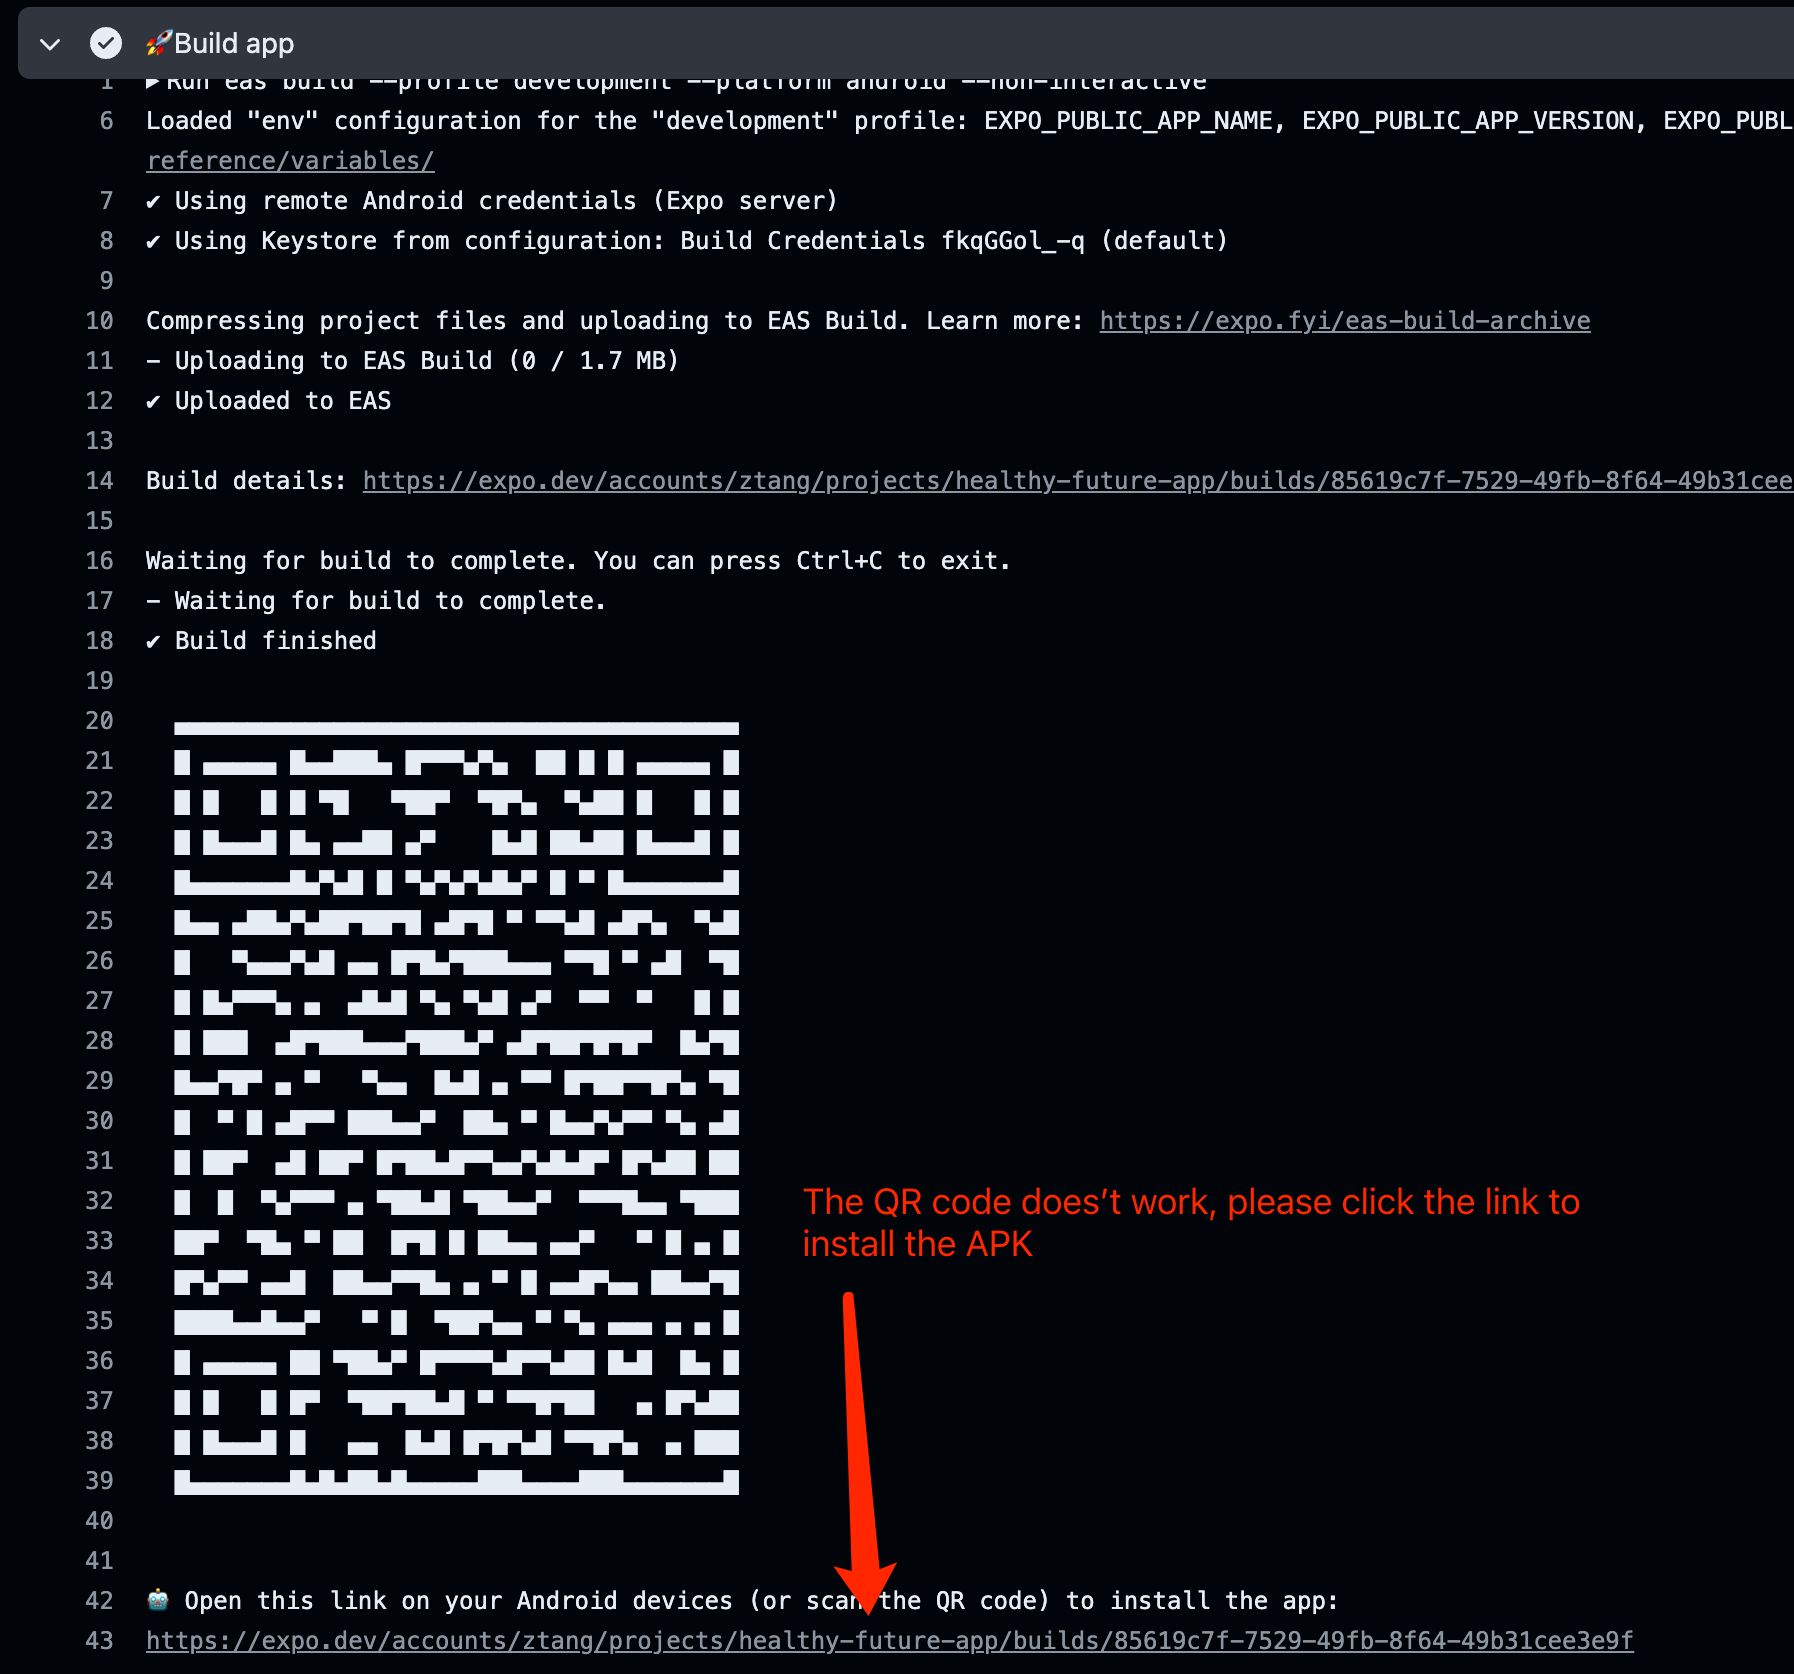 🚀Build app
1 ▶Run eas build --profile development --platform android --non-interactive
6 Loaded "env" configuration for the "development" profile: EXPO_PUBLIC_APP_NAME, EXPO_PUBLIC_APP_VERSION, EXPO_PUBL
reference/variables/
7 ✔ Using remote Android credentials (Expo server)
8 ✔ Using Keystore from configuration: Build Credentials fkqGGol_-q (default)
9
10 Compressing project files and uploading to EAS Build. Learn more: https://expo.fyi/eas-build-archive
11 - Uploading to EAS Build (0 / 1.7 MB)
12 ✔ Uploaded to EAS
13
14 Build details: https://expo.dev/accounts/ztang/projects/healthy-future-app/builds/85619c7f-7529-49fb-8f64-49b31cee
15
16 Waiting for build to complete. You can press Ctrl+C to exit.
17 - Waiting for build to complete.
18 ✔ Build finished
19
20
21
22
23
24
25
26
27
28
29
30
31
32
The QR code does't work, please click the link to
install the APK
33
34
35
36
37
38
39
40
41
42 🤖 Open this link on your Android devices (or scan the QR code) to install the app:
43 https://expo.dev/accounts/ztang/projects/healthy-future-app/builds/85619c7f-7529-49fb-8f64-49b31cee3e9f